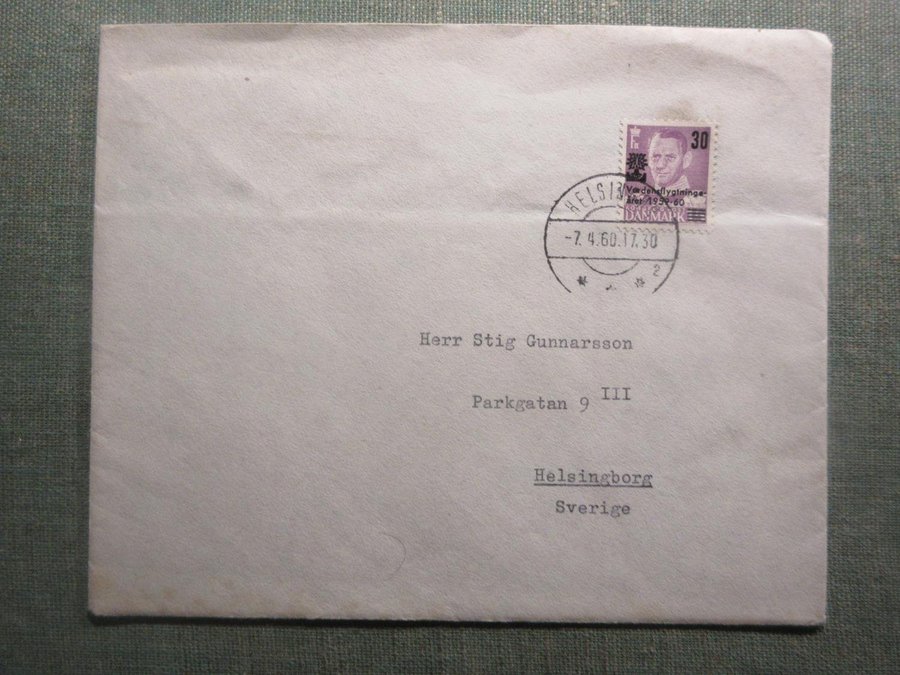 30
Verdensflygtninge-
året 1959-60
DANMARK
HELSIN
-7.4.60.17.30
2
Herr Stig Gunnarsson
Parkgatan 9 III
Helsingborg
Sverige